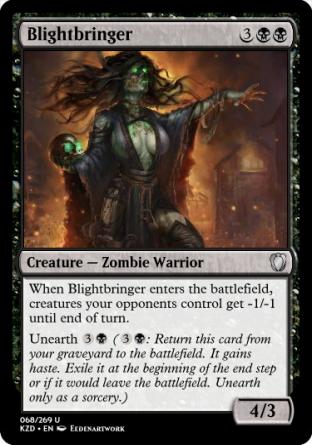 Blightbringer 3
Creature — Zombie Warrior
When Blightbringer enters the battlefield,
creatures your opponents control get -1/-1
until end of turn.
Unearth 3 ( 3 : Return this card from
your graveyard to the battlefield. It gains
haste. Exile it at the beginning of the end step
or if it would leave the battlefield. Unearth
only as a sorcery.)
4/3
068/269 U
KZD • EN EEDENARTWORK